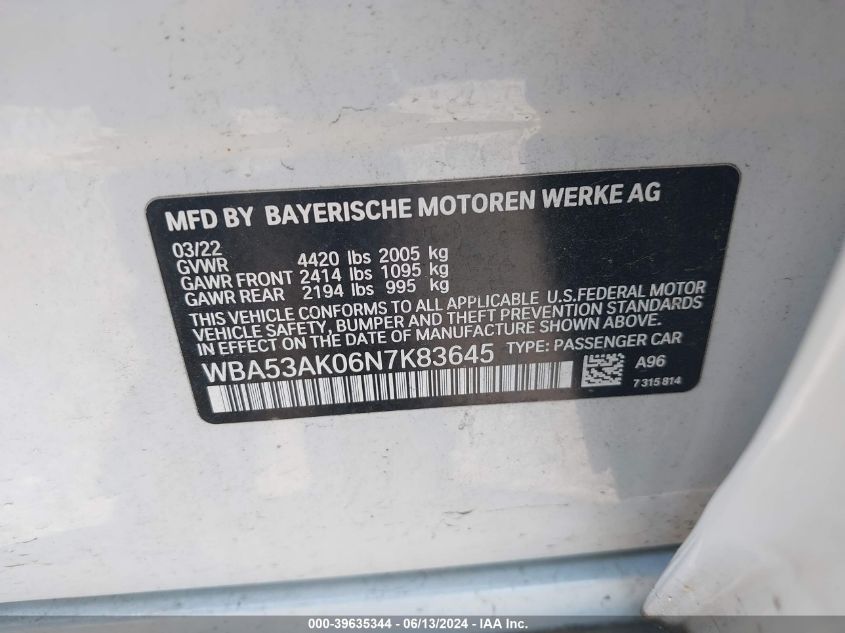 MFD BY BAYERISCHE MOTOREN WERKE AG
03/22
GVWR 4420 lbs 2005 kg
GAWR FRONT 2414 lbs 1095 kg
GAWR REAR 2194 lbs 995 kg
THIS VEHICLE CONFORMS TO ALL APPLICABLE U.S.FEDERAL MOTOR
VEHICLE SAFETY, BUMPER AND THEFT PREVENTION STANDARDS
IN EFFECT ON THE DATE OF MANUFACTURE SHOWN ABOVE.
WBA53AK06N7K83645 TYPE: PASSENGER CAR
A96
7 315 814
000-39635344 / 06/13/2024 - IAA Inc.